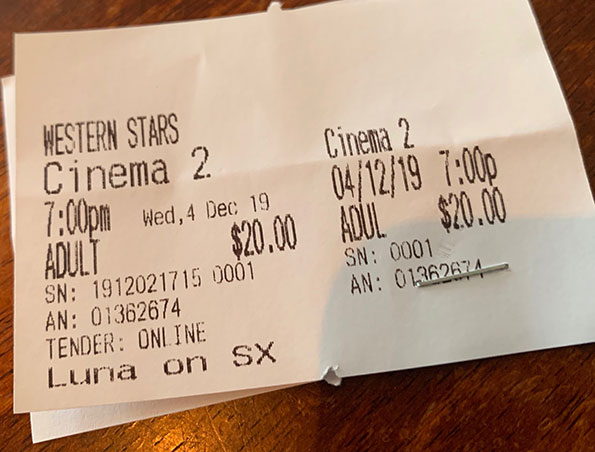 WESTERN STARS
Cinema 2
7:00pm Wed,4 Dec 19
ADULT $20.00
SN: 1912021715 0001
AN: 01362674
TENDER: ONLINE
Luna on SX
Cinema 2
04/12/19 7:00p
ADUL $20.00
SN: 0001
AN: 01362674